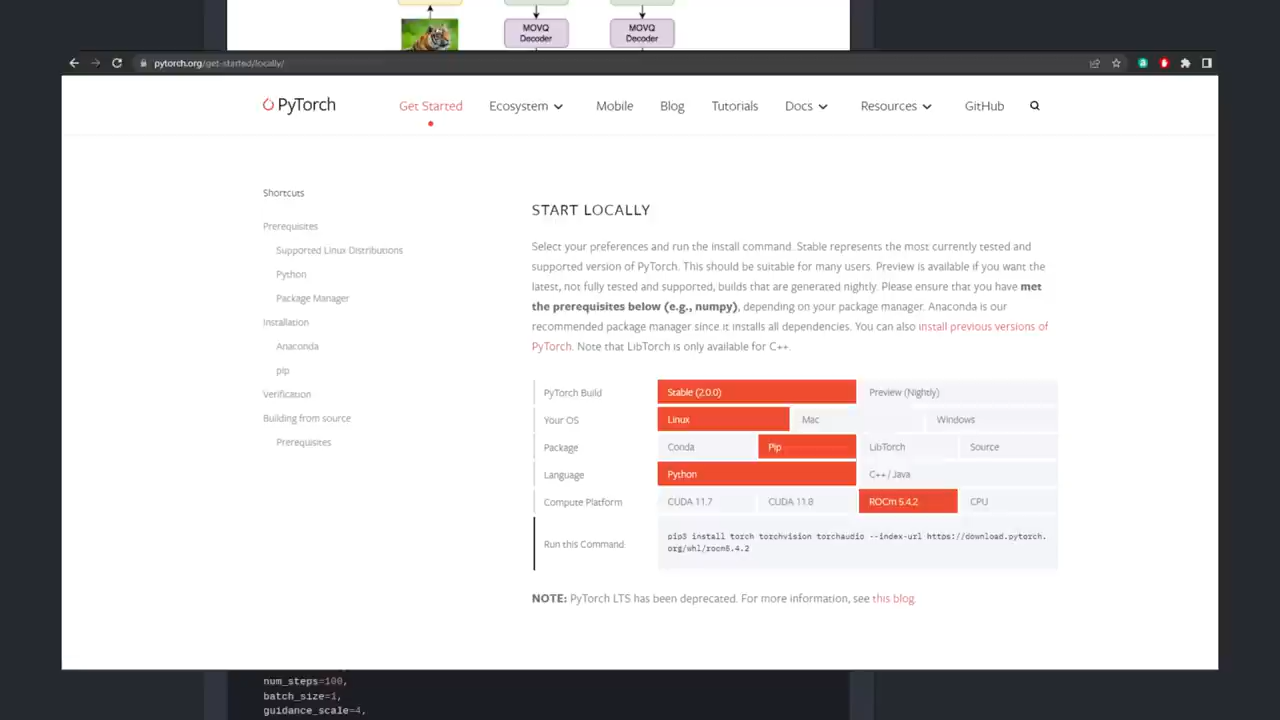 MOVQ
Decoder
MOVQ
Decoder
pytorch.org/get-started/locally/
PyTorch
Get Started
Ecosystem
Mobile
Blog
Tutorials
Docs
Resources
GitHub
Shortcuts
Prerequisites
Supported Linux Distributions
Python
Package Manager
Installation
Anaconda
pip
Verification
Building from source
Prerequisites
START LOCALLY
Select your preferences and run the install command. Stable represents the most currently tested and
supported version of PyTorch. This should be suitable for many users. Preview is available if you want the
latest, not fully tested and supported, builds that are generated nightly. Please ensure that you have met
the prerequisites below (e.g., numpy), depending on your package manager. Anaconda is our
recommended package manager since it installs all dependencies. You can also install previous versions of
PyTorch. Note that LibTorch is only available for C++.
PyTorch Build
Stable (2.0.0)
Preview (Nightly)
Your OS
Linux
Mac
Windows
Package
Conda
Pip
LibTorch
Source
Language
Python
C++ / Java
Compute Platform
CUDA 11.7
CUDA 11.8
ROCm 5.4.2
CPU
Run this Command:
pip3 install torch torchvision torchaudio --index-url https://download.pytorch.
org/whl/rocm5.4.2
NOTE: PyTorch LTS has been deprecated. For more information, see this blog.
num_steps=100,
batch_size=1,
guidance_scale=4,